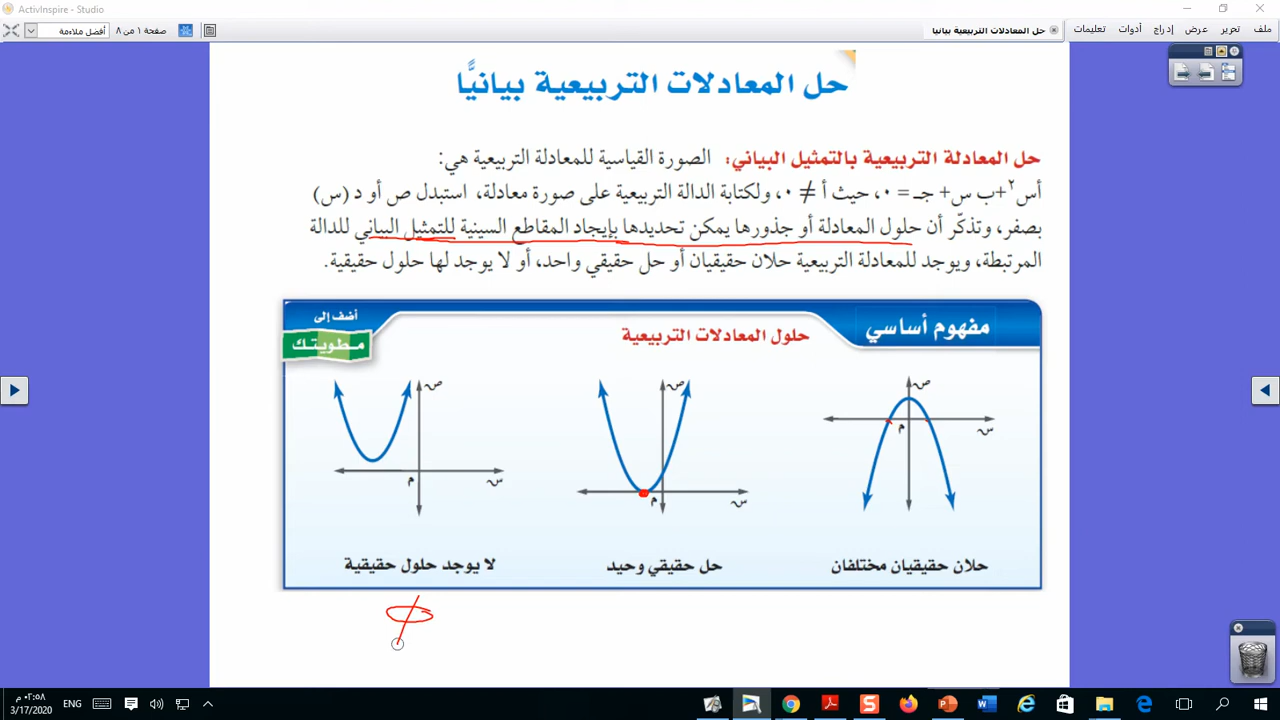 ActivInspire - Studio
ملف تحرير عرض إدراج أدوات تعليمات
حل المعادلات التربيعية بيانيا
صفحة ١ من ٨
أفضل ملاءمة
حل المعادلات التربيعية بيانيًّا
حل المعادلة التربيعية بالتمثيل البياني: الصورة القياسية للمعادلة التربيعية هي:
أس٢ +ب س+ جـ = ٠، حيث أ ≠ ٠، ولكتابة الدالة التربيعية على صورة معادلة، استبدل ص أو د (س)
بصفر، وتذكّر أن حلول المعادلة أو جذورها يمكن تحديدها بإيجاد المقاطع السينية للتمثيل البياني للدالة
المرتبطة، ويوجد للمعادلة التربيعية حلان حقيقيان أو حل حقيقي واحد، أو لا يوجد لها حلول حقيقية.
مفهوم أساسي
أضف إلى
مطويتك
حلول المعادلات التربيعية
ص
س
م
ص
س
م
ص
س
م
حلان حقيقيان مختلفان
حل حقيقي وحيد
لا يوجد حلول حقيقية
ϕ
ENG
٠٢:٥٨ م
3/17/2020